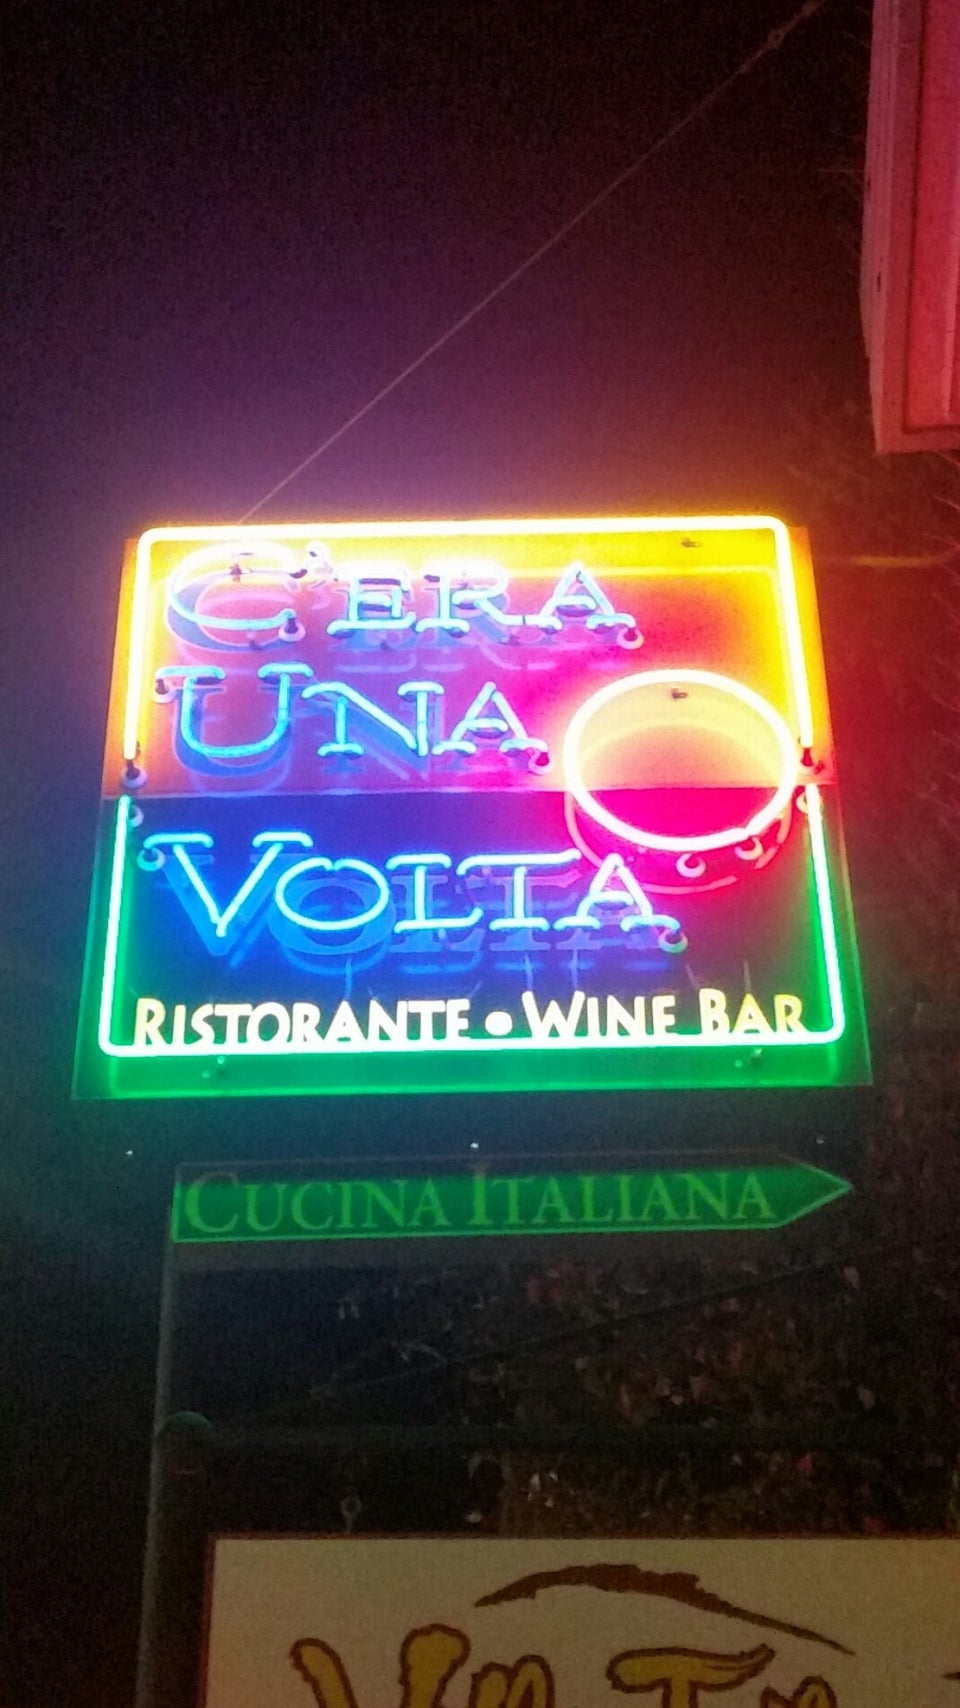 C'ERA
UNA
VOLTA
RISTORANTE • WINE BAR
CUCINA ITALIANA